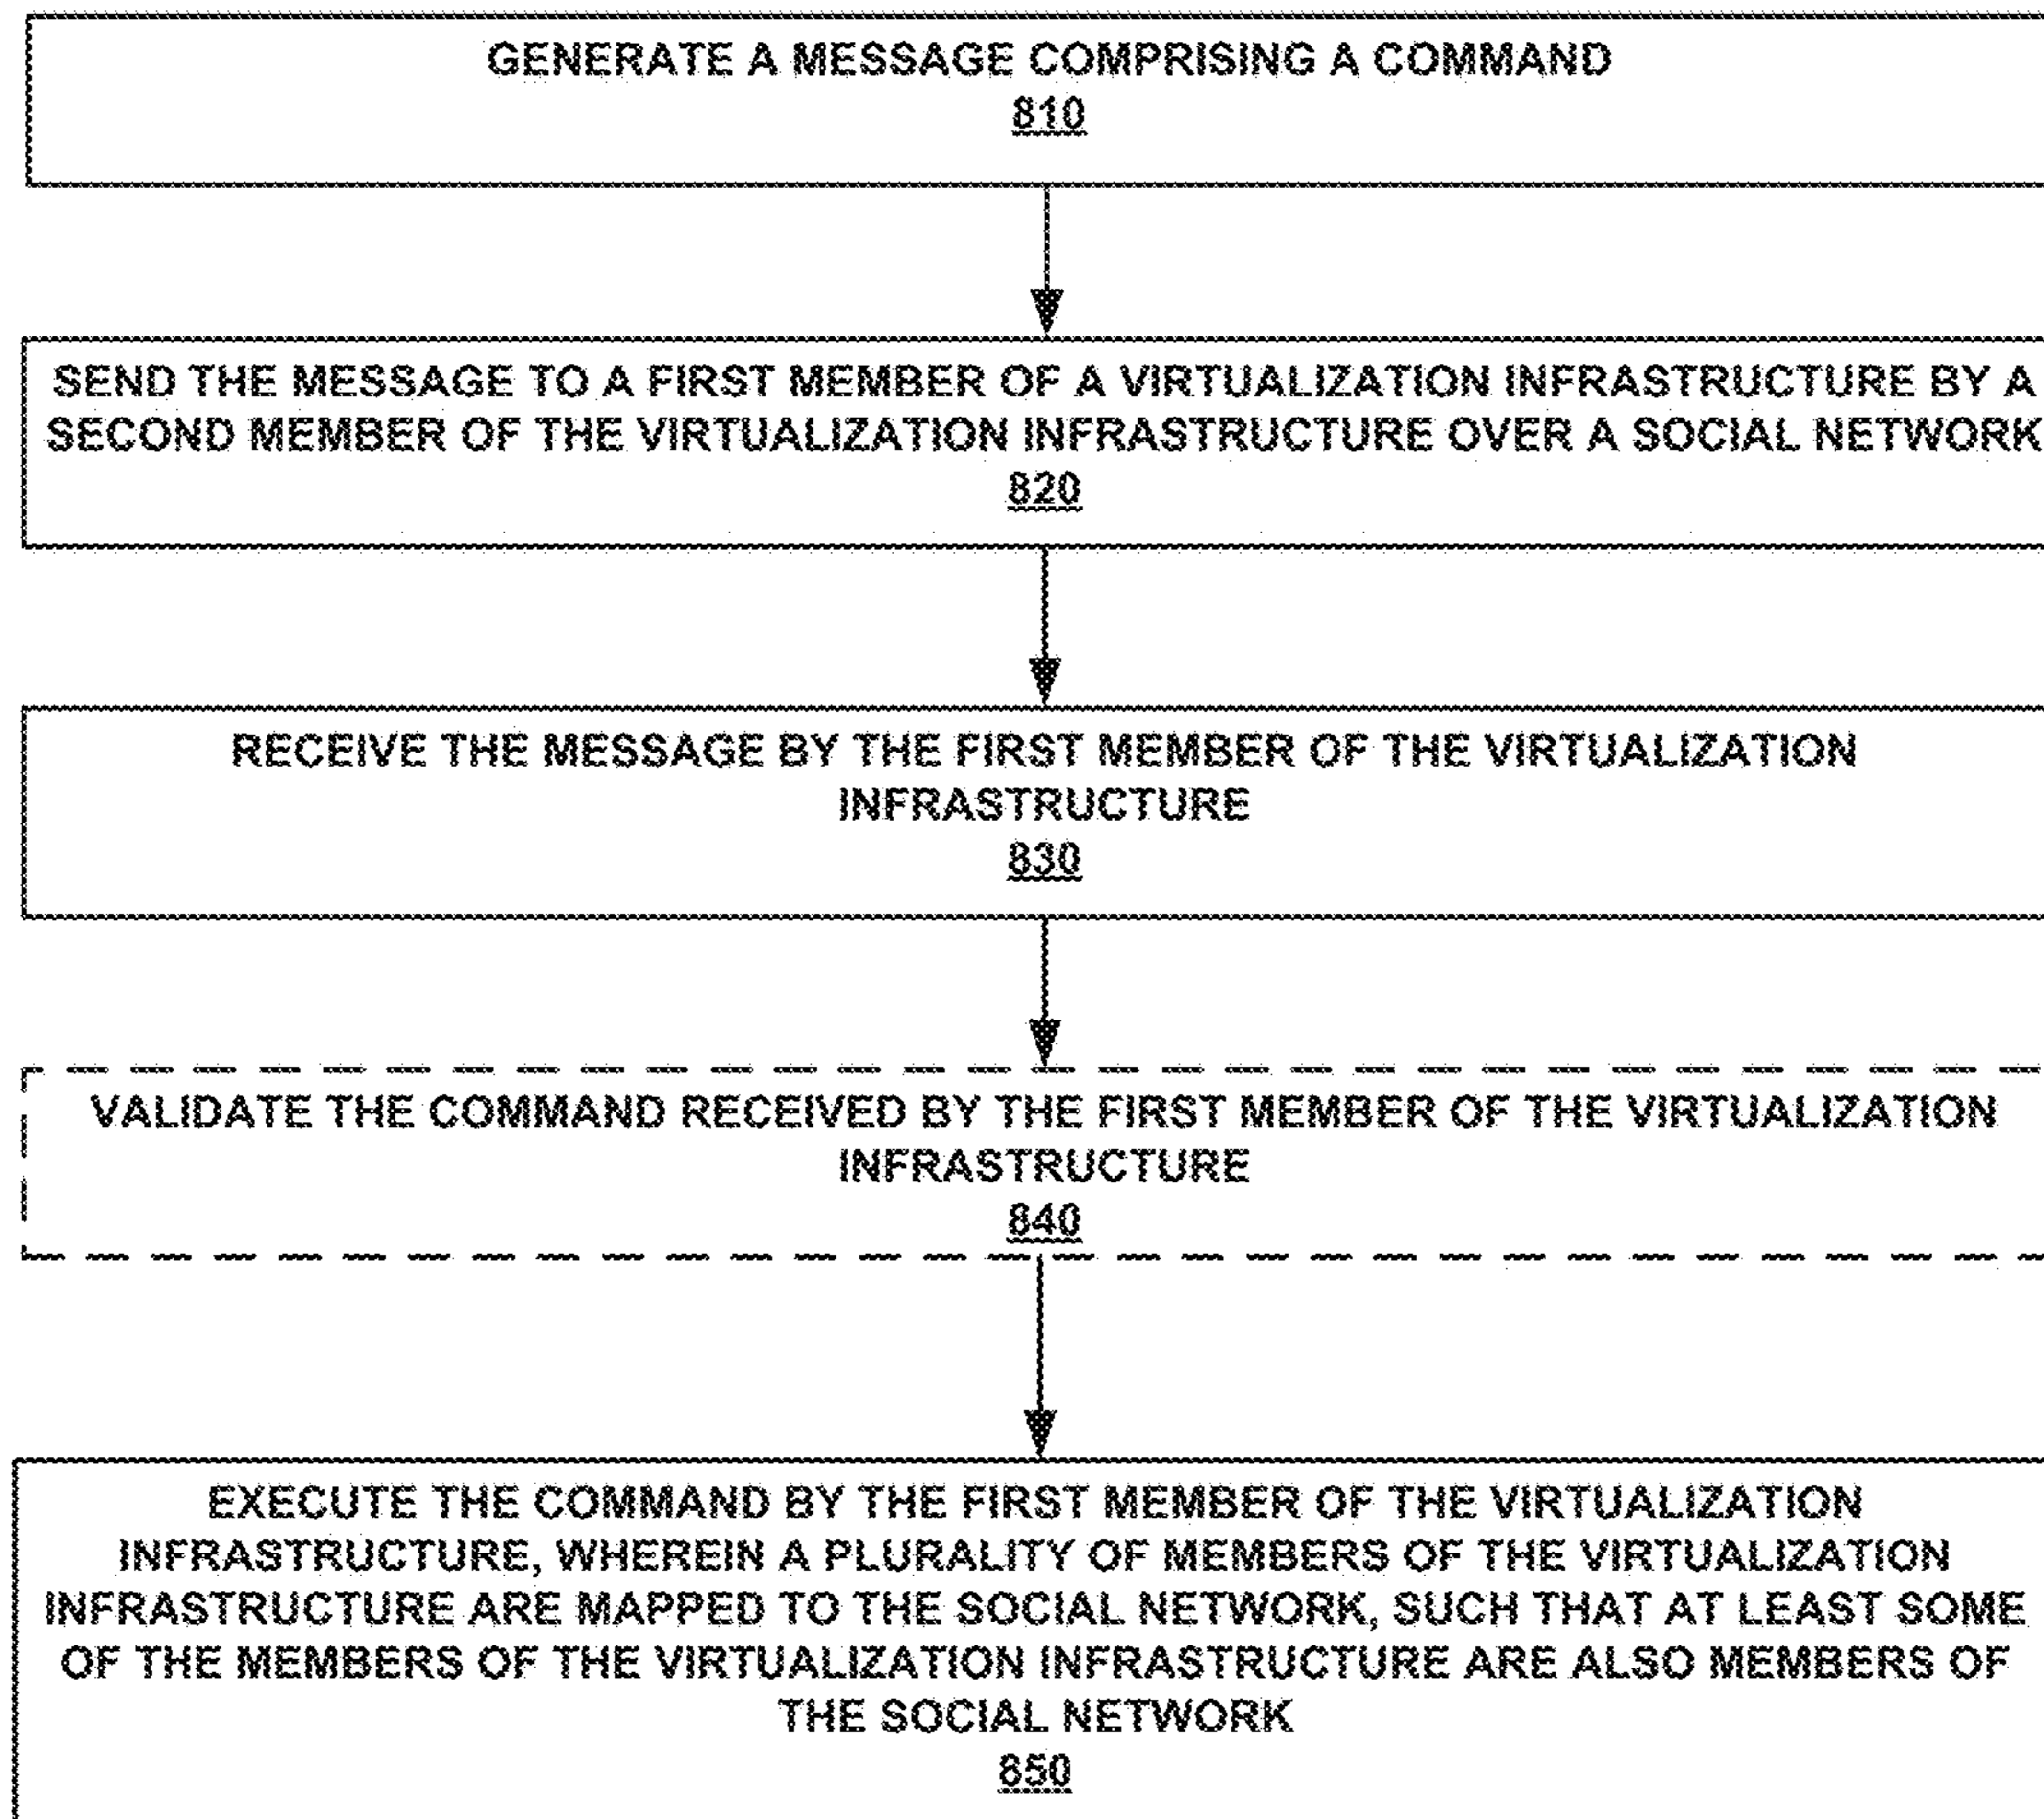 GENERATE A MESSAGE COMPRISING A COMMAND
810
SEND THE MESSAGE TO A FIRST MEMBER OF A VIRTUALIZATION INFRASTRUCTURE BY A
SECOND MEMBER OF THE VIRTUALIZATION INFRASTRUCTURE OVER A SOCIAL NETWORK
820
RECEIVE THE MESSAGE BY THE FIRST MEMBER OF THE VIRTUALIZATION
INFRASTRUCTURE
830
VALIDATE THE COMMAND RECEIVED BY THE FIRST MEMBER OF THE VIRTUALIZATION
INFRASTRUCTURE
840
EXECUTE THE COMMAND BY THE FIRST MEMBER OF THE VIRTUALIZATION
INFRASTRUCTURE, WHEREIN A PLURALITY OF MEMBERS OF THE VIRTUALIZATION
INFRASTRUCTURE ARE MAPPED TO THE SOCIAL NETWORK, SUCH THAT AT LEAST SOME
OF THE MEMBERS OF THE VIRTUALIZATION INFRASTRUCTURE ARE ALSO MEMBERS OF
THE SOCIAL NETWORK
850